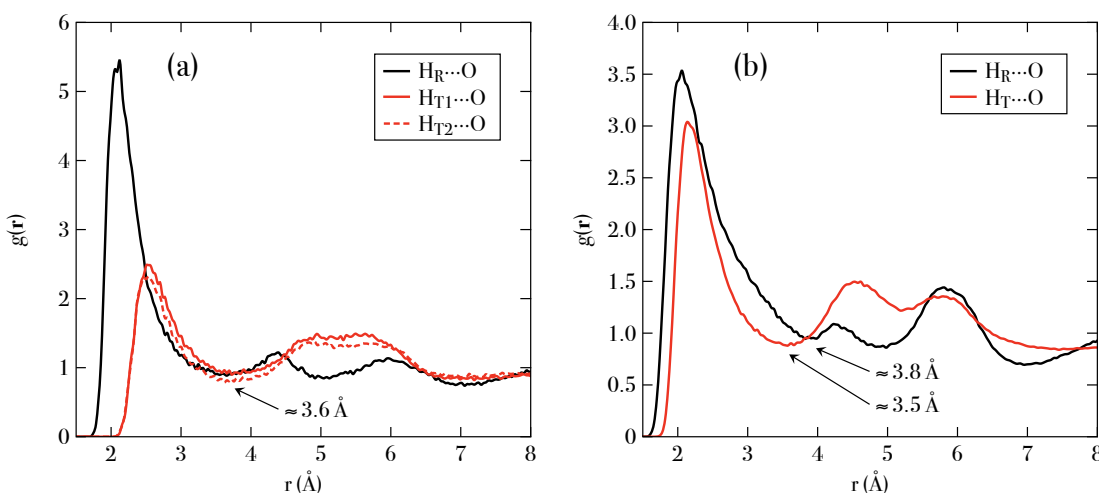 (a)
H_R···O
H_T1···O
H_T2···O
g(r)
6
5
4
3
2
1
0
≈3.6 Å
2 3 4 5 6 7 8
r (Å)
(b)
H_R···O
H_T···O
g(r)
4.0
3.5
3.0
2.5
2.0
1.5
1.0
0.5
0
≈3.8 Å
≈3.5 Å
2 3 4 5 6 7 8
r (Å)